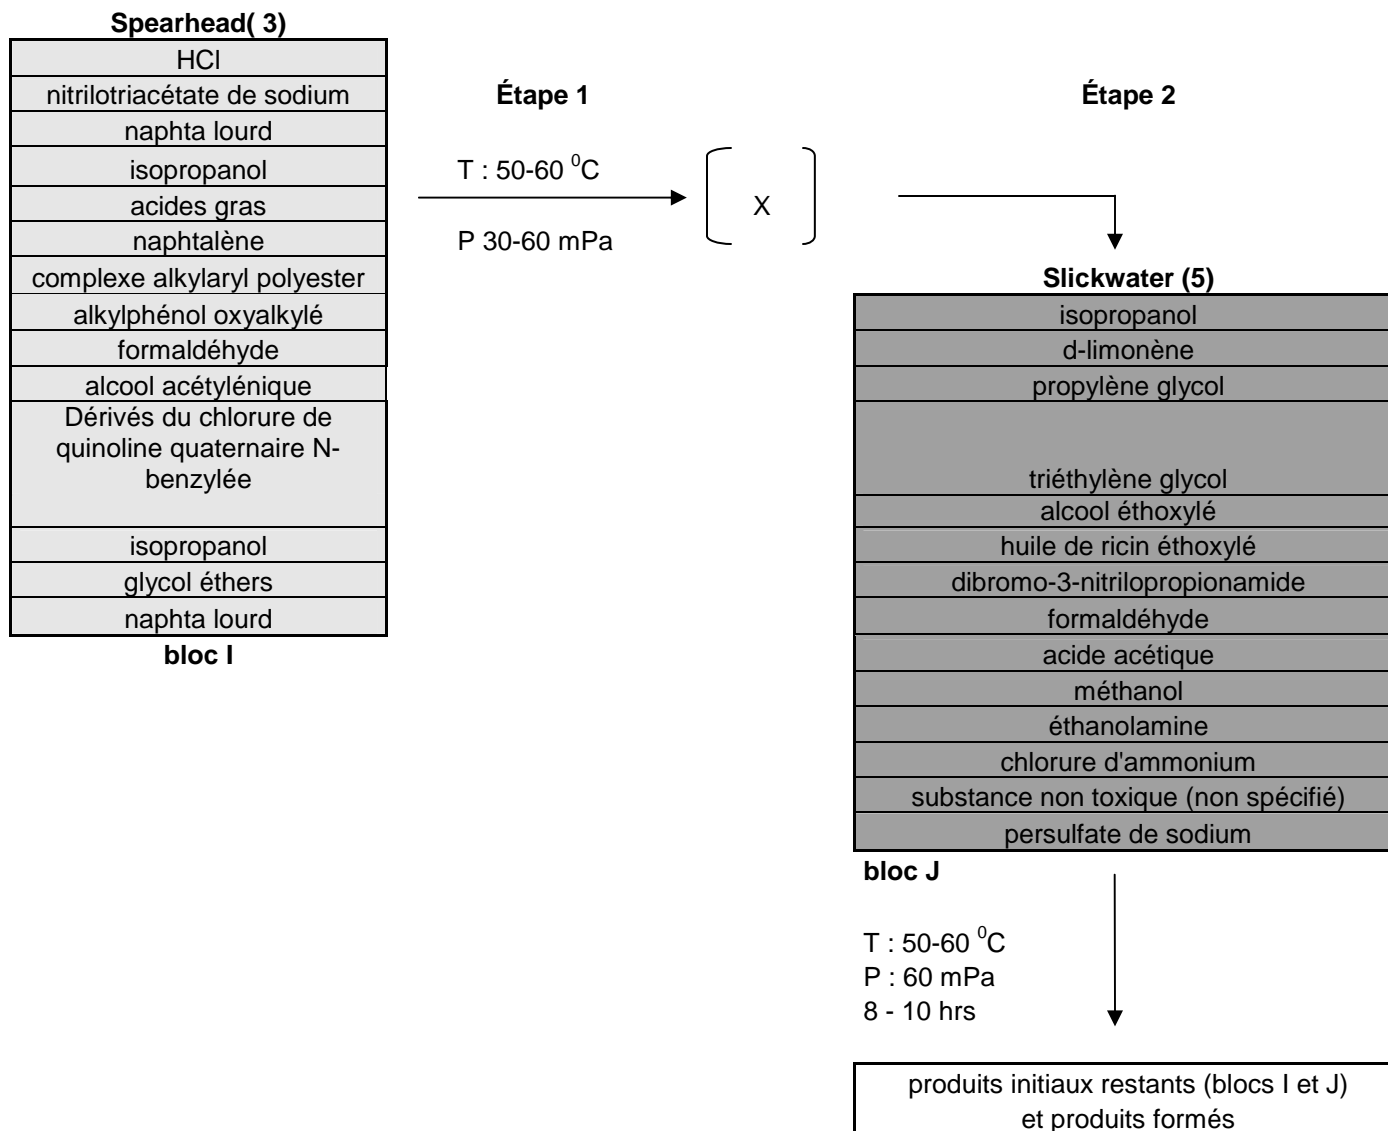 Spearhead( 3)
HCl
nitrilotriacétate de sodium
naphta lourd
isopropanol
acides gras
naphtalène
complexe alkylaryl polyester
alkylphénol oxyalkylé
formaldéhyde
alcool acétylénique
Dérivés du chlorure de
quinoline quaternaire N-
benzylée
isopropanol
glycol éthers
naphta lourd
bloc I
Étape 1
T : 50-60 ⁰C
P 30-60 mPa
X
Étape 2
Slickwater (5)
isopropanol
d-limonène
propylène glycol
triéthylène glycol
alcool éthoxylé
huile de ricin éthoxylé
dibromo-3-nitrilopropionamide
formaldéhyde
acide acétique
méthanol
éthanolamine
chlorure d'ammonium
substance non toxique (non spécifié)
persulfate de sodium
bloc J
T : 50-60 ⁰C
P : 60 mPa
8 - 10 hrs
produits initiaux restants (blocs I et J)
et produits formés